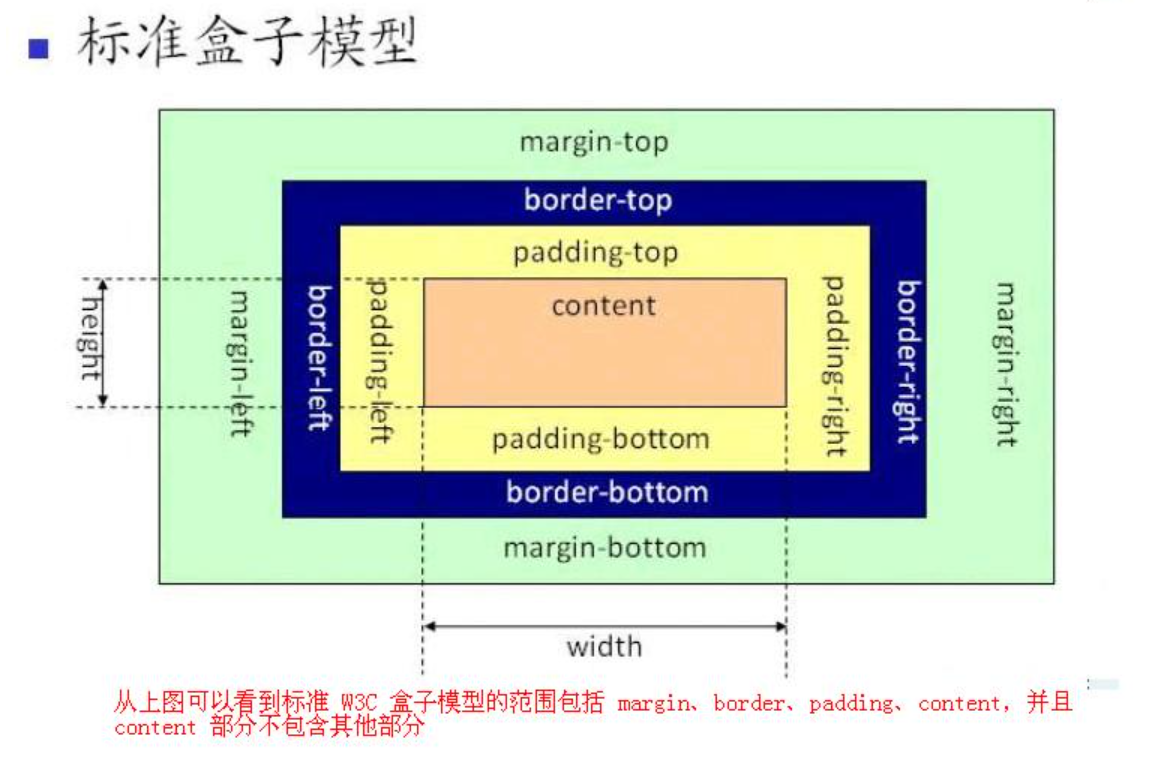 标准盒子模型
margin-top
border-top
padding-top
content
height
margin-left
border-left
padding-left
padding-right
border-right
margin-right
padding-bottom
border-bottom
margin-bottom
width
从上图可以看到标准 W3C 盒子模型的范围包括 margin、border、padding、content，并且
content 部分不包含其他部分